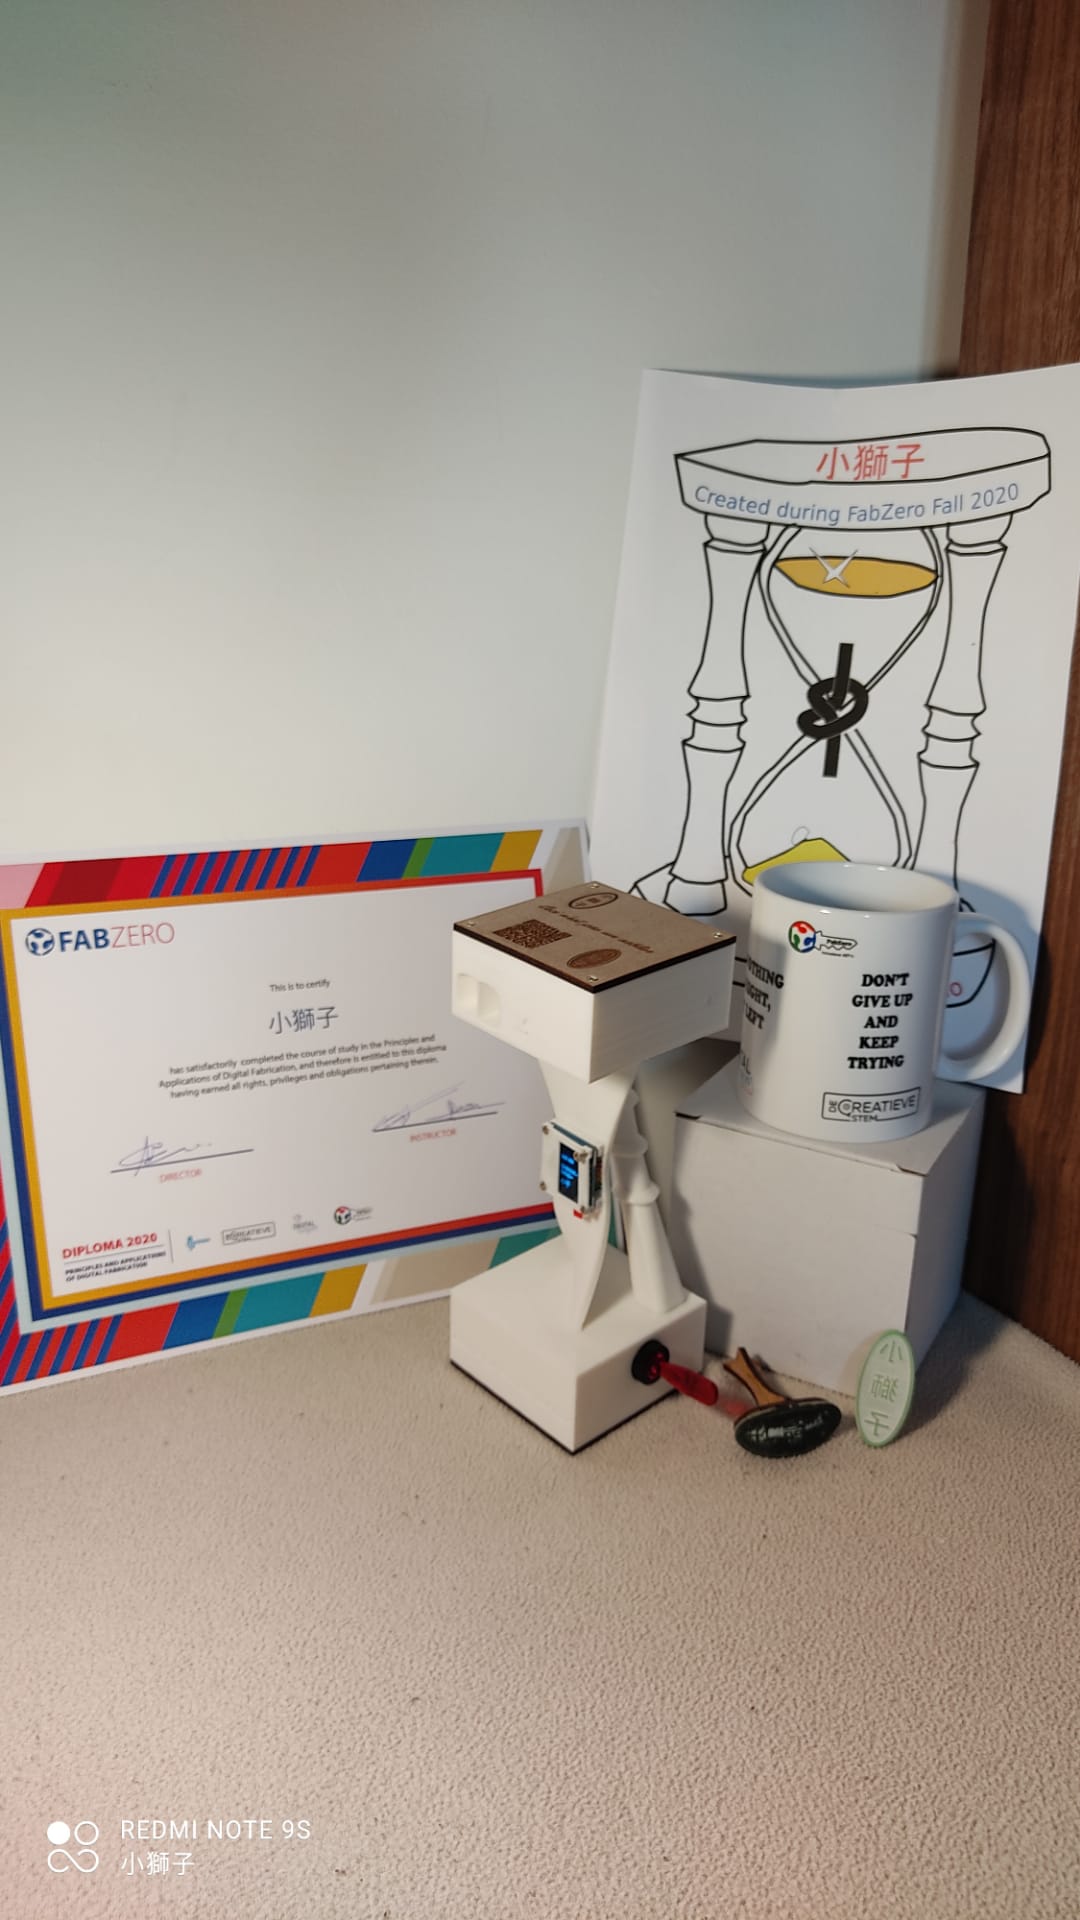 小獅子
Created during FabZero Fall 2020
FABZERO
This is to certify
小獅子
has satisfactorily completed the course of study in the Principles and
Applications of Digital Fabrication, and therefore is entitled to this diploma
having earned all rights, privileges and obligations pertaining therein.
DIRECTOR
INSTRUCTOR
DIPLOMA 2020
PRINCIPLES AND APPLICATIONS
OF DIGITAL FABRICATION
CREATIEVE
FabZero
DON'T
GIVE UP
AND
KEEP
TRYING
DE CREATIEVE
STEM
小
獅
子
REDMI NOTE 9S
小獅子